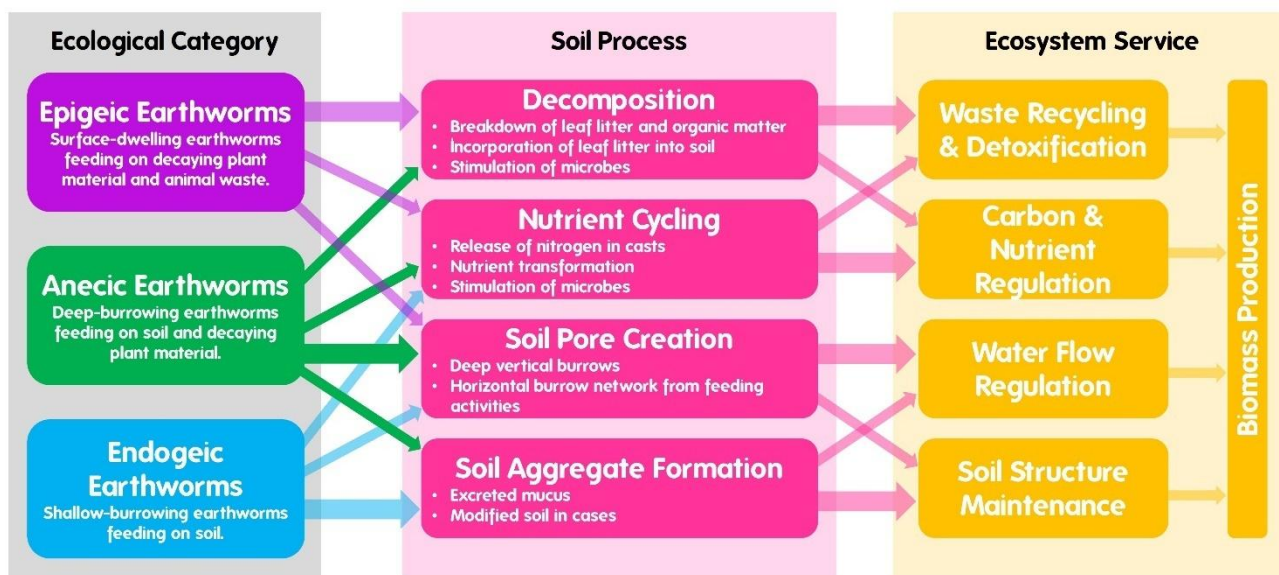 Ecological Category
Epigeic Earthworms
Surface-dwelling earthworms
feeding on decaying plant
material and animal waste.
Anecic Earthworms
Deep-burrowing earthworms
feeding on soil and decaying
plant material.
Endogeic
Earthworms
Shallow-burrowing earthworms
feeding on soil.
Soil Process
Decomposition
• Breakdown of leaf litter and organic matter
• Incorporation of leaf litter into soil
• Stimulation of microbes
Nutrient Cycling
• Release of nitrogen in casts
• Nutrient transformation
• Stimulation of microbes
Soil Pore Creation
• Deep vertical burrows
• Horizontal burrow network from feeding
activities
Soil Aggregate Formation
• Excreted mucus
• Modified soil in cases
Ecosystem Service
Waste Recycling
& Detoxification
Carbon &
Nutrient
Regulation
Water Flow
Regulation
Soil Structure
Maintenance
Biomass Production